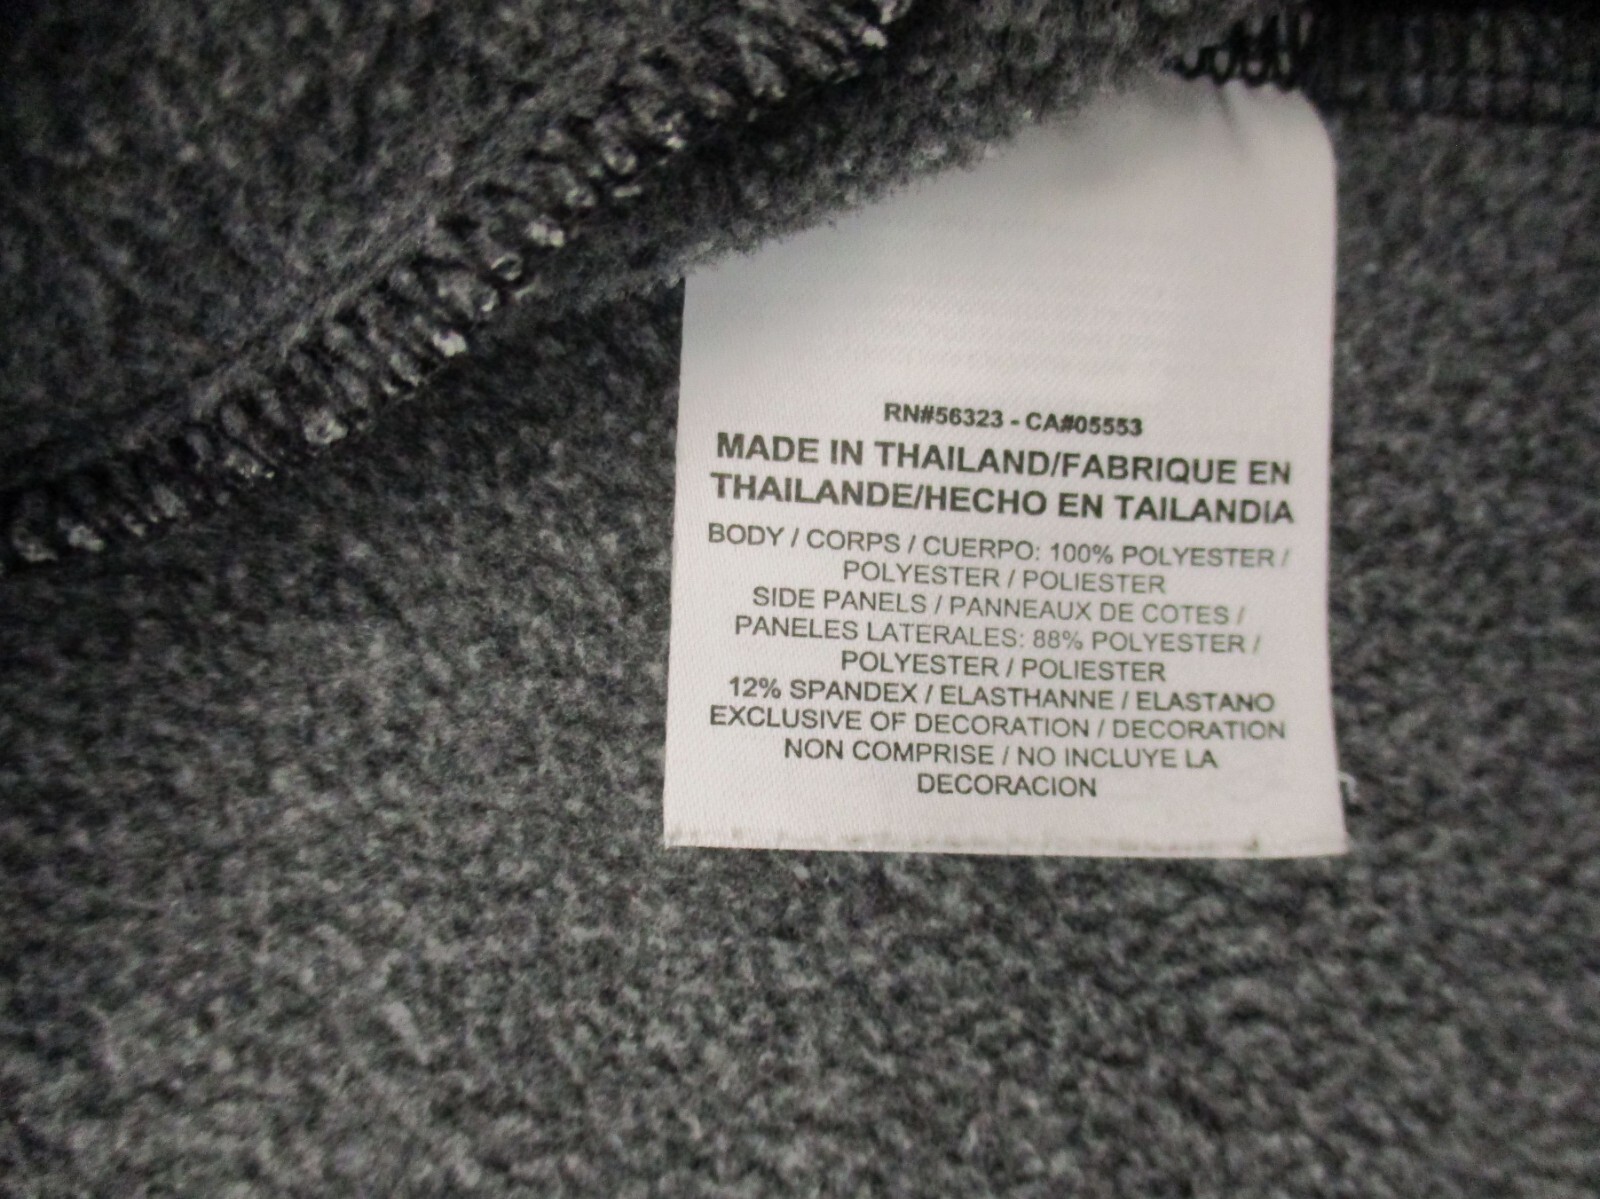 RN#56323 - CA#05553
MADE IN THAILAND/FABRIQUE EN
THAILANDE/HECHO EN TAILANDIA
BODY / CORPS / CUERPO: 100% POLYESTER /
POLYESTER / POLIESTER
SIDE PANELS / PANNEAUX DE COTES /
PANELES LATERALES: 88% POLYESTER /
POLYESTER / POLIESTER
12% SPANDEX / ELASTHANNE / ELASTANO
EXCLUSIVE OF DECORATION / DECORATION
NON COMPRISE / NO INCLUYE LA
DECORACION